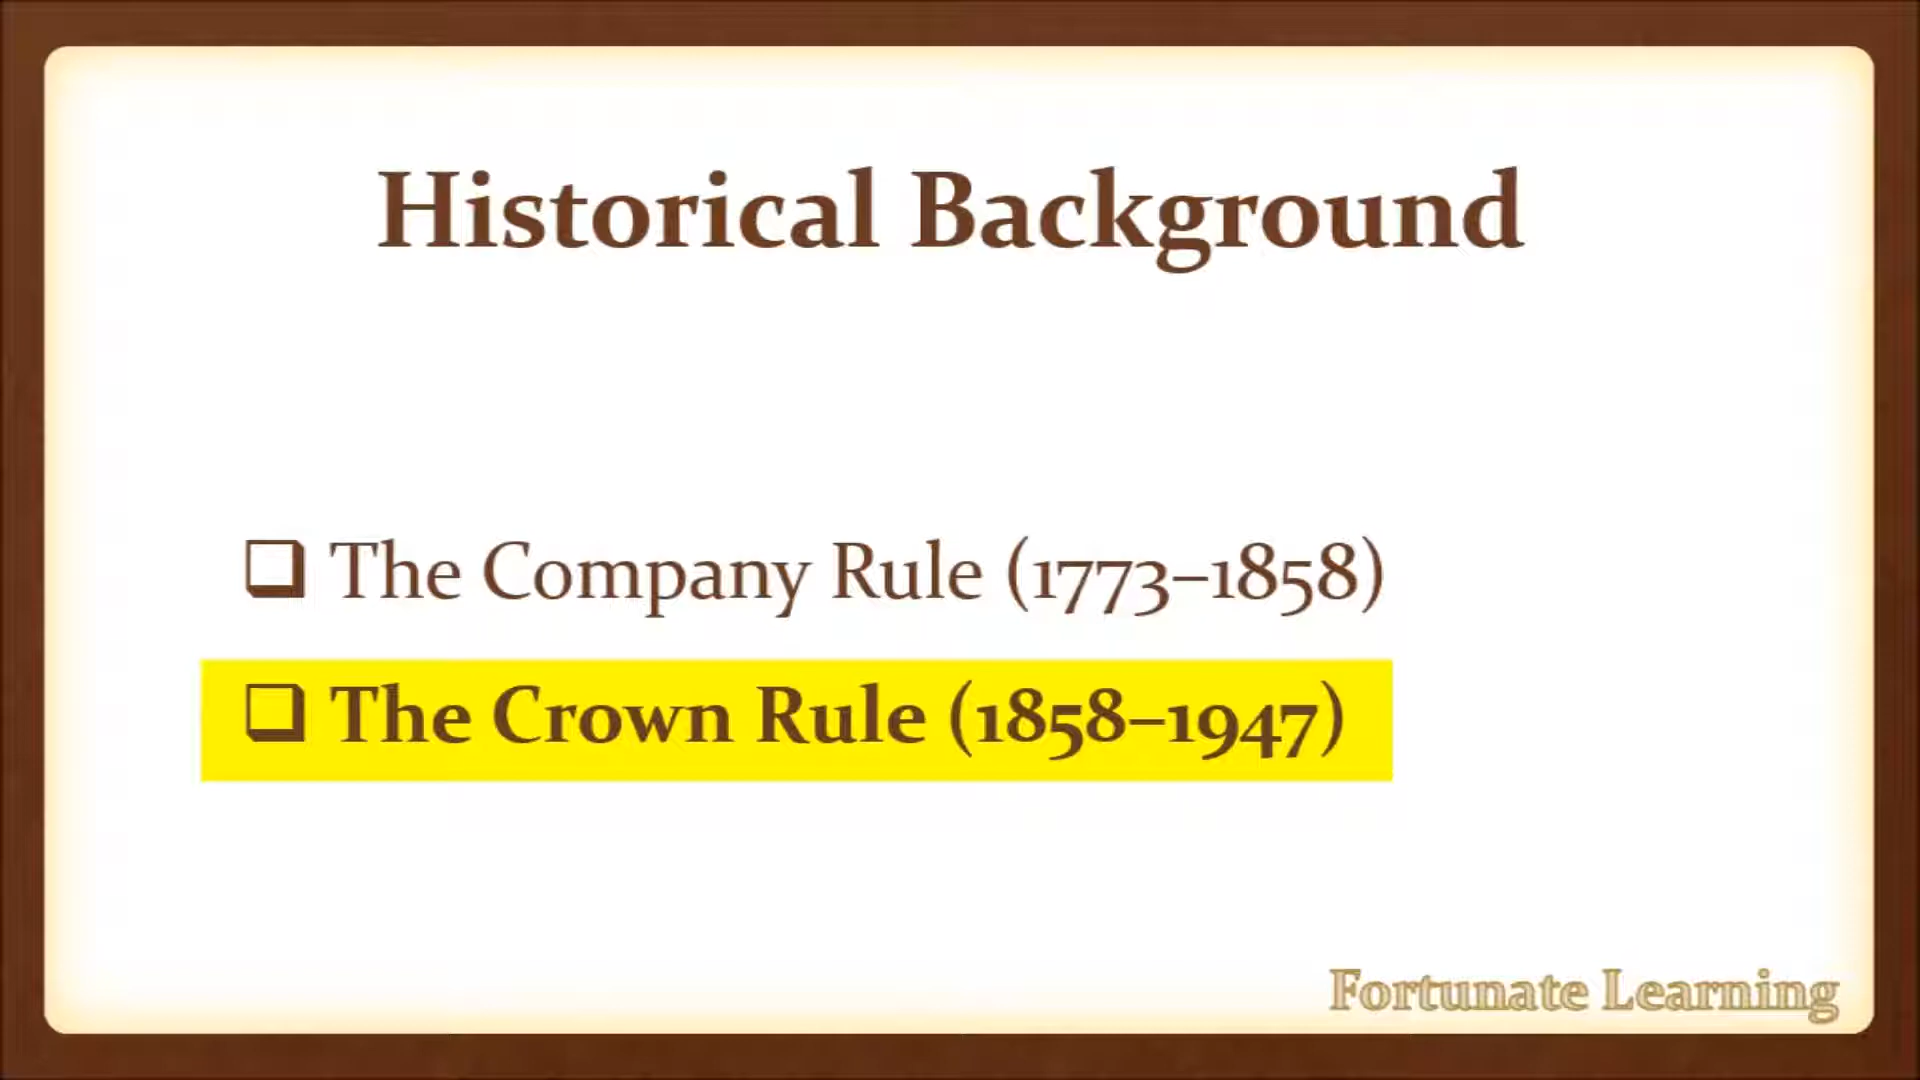 Historical Background
The Company Rule (1773–1858)
The Crown Rule (1858–1947)
Fortunate Learning